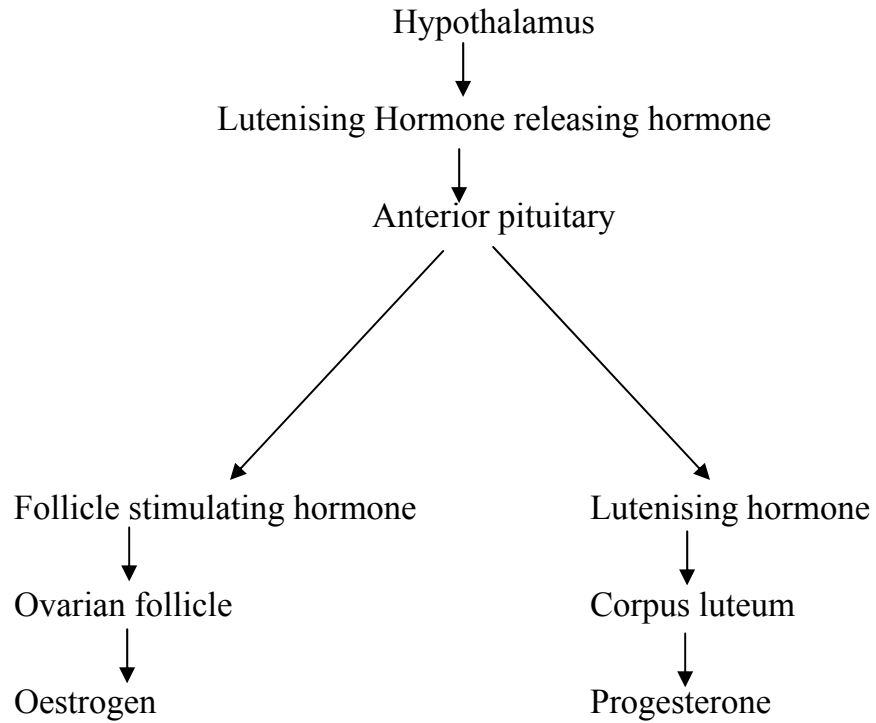 Hypothalamus
Lutenising Hormone releasing hormone
Anterior pituitary
Follicle stimulating hormone
Lutenising hormone
Ovarian follicle
Corpus luteum
Oestrogen
Progesterone